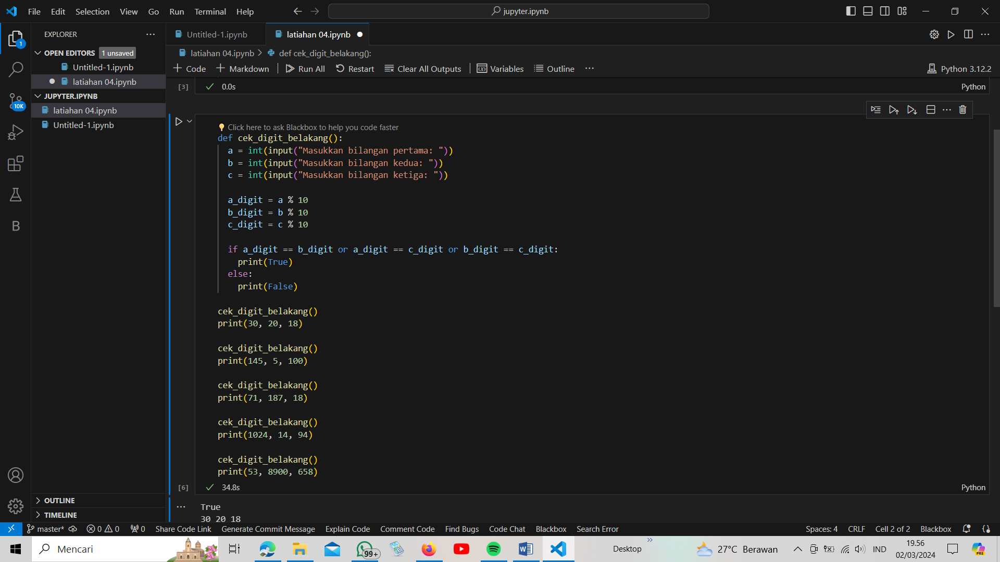 File Edit Selection View Go Run Terminal Help
jupyter.ipynb
EXPLORER
1
OPEN EDITORS 1 unsaved
Untitled-1.ipynb
latiahan 04.ipynb
JUPYTER.IPYNB
latiahan 04.ipynb
Untitled-1.ipynb
10K
B
OUTLINE
TIMELINE
Untitled-1.ipynb latiahan 04.ipynb
latiahan 04.ipynb > def cek_digit_belakang():
Code Markdown Run All Restart Clear All Outputs Variables Outline ... Python 3.12.2
[3] 0.0s Python
Click here to ask Blackbox to help you code faster
def cek_digit_belakang():
a = int(input("Masukkan bilangan pertama: "))
b = int(input("Masukkan bilangan kedua: "))
c = int(input("Masukkan bilangan ketiga: "))
a_digit = a % 10
b_digit = b % 10
c_digit = c % 10
if a_digit == b_digit or a_digit == c_digit or b_digit == c_digit:
print(True)
else:
print(False)
cek_digit_belakang()
print(30, 20, 18)
cek_digit_belakang()
print(145, 5, 100)
cek_digit_belakang()
print(71, 187, 18)
cek_digit_belakang()
print(1024, 14, 94)
cek_digit_belakang()
print(53, 8900, 658)
[6] 34.8s Python
... True
30 20 18
master* 0 0 0 Share Code Link Generate Commit Message Explain Code Comment Code Find Bugs Code Chat Blackbox Search Error Spaces: 4 CRLF Cell 2 of 2 Blackbox
Mencari 99+ Desktop 27°C Berawan IND 19.56
02/03/2024
PRE